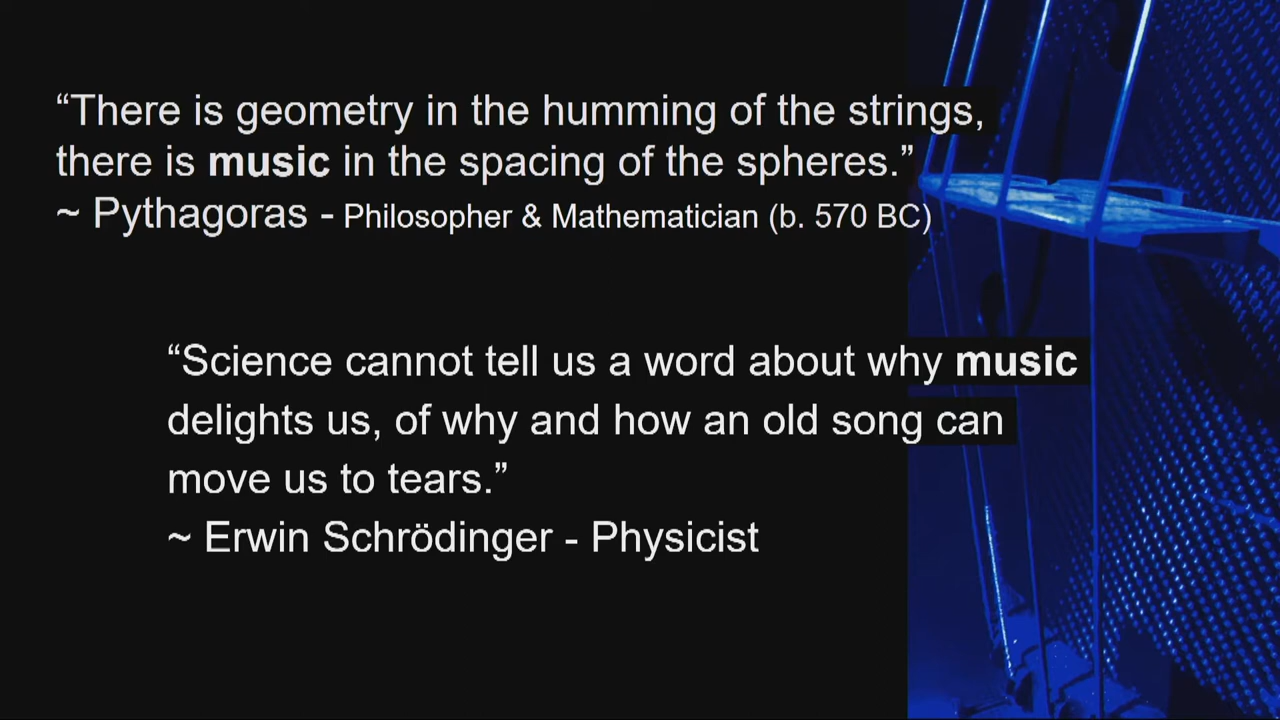 “There is geometry in the humming of the strings,
there is music in the spacing of the spheres.”
~ Pythagoras - Philosopher & Mathematician (b. 570 BC)
“Science cannot tell us a word about why music
delights us, of why and how an old song can
move us to tears.”
~ Erwin Schrödinger - Physicist